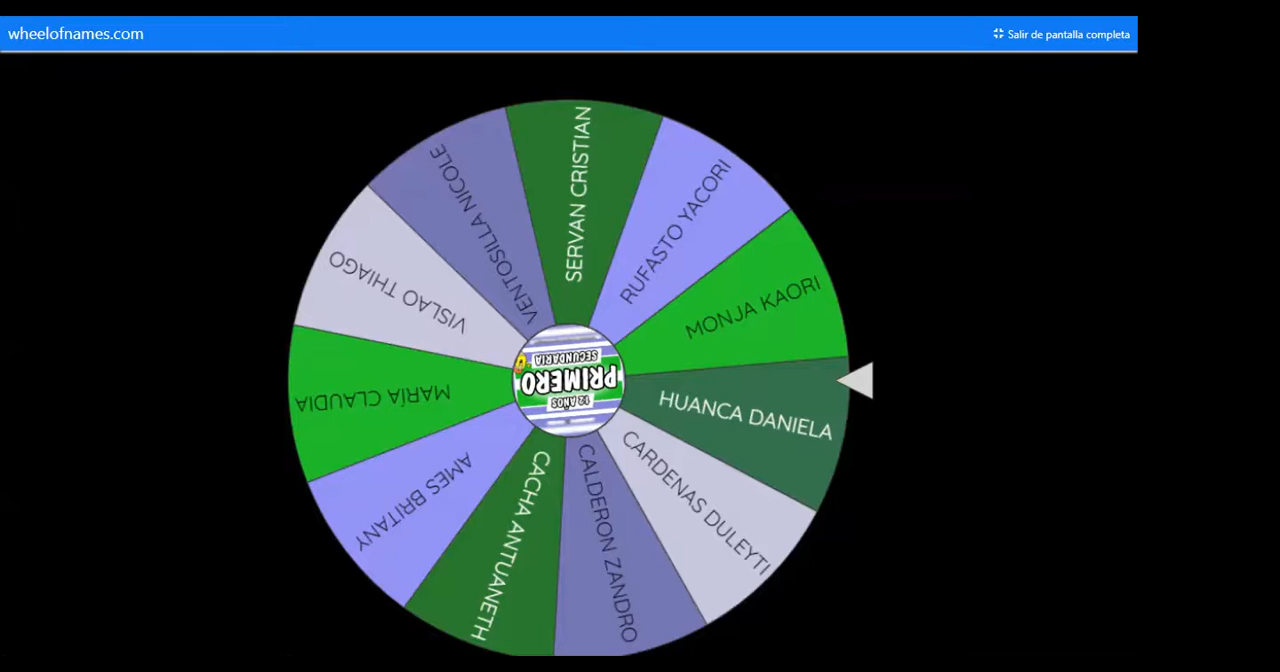 wheelofnames.com
Salir de pantalla completa
SERVAN CRISTIAN
RUFASTO YACORI
MONJA KAORI
HUANCA DANIELA
CARDENAS DULEYTI
CALDERON ZANDRO
CACHA ANTUANETH
AMES BRITANY
MARÍA CLAUDIA
VISLAO THIAGO
VENTOSILLA NICOLE
12 AÑOS
PRIMERO
SECUNDARIA